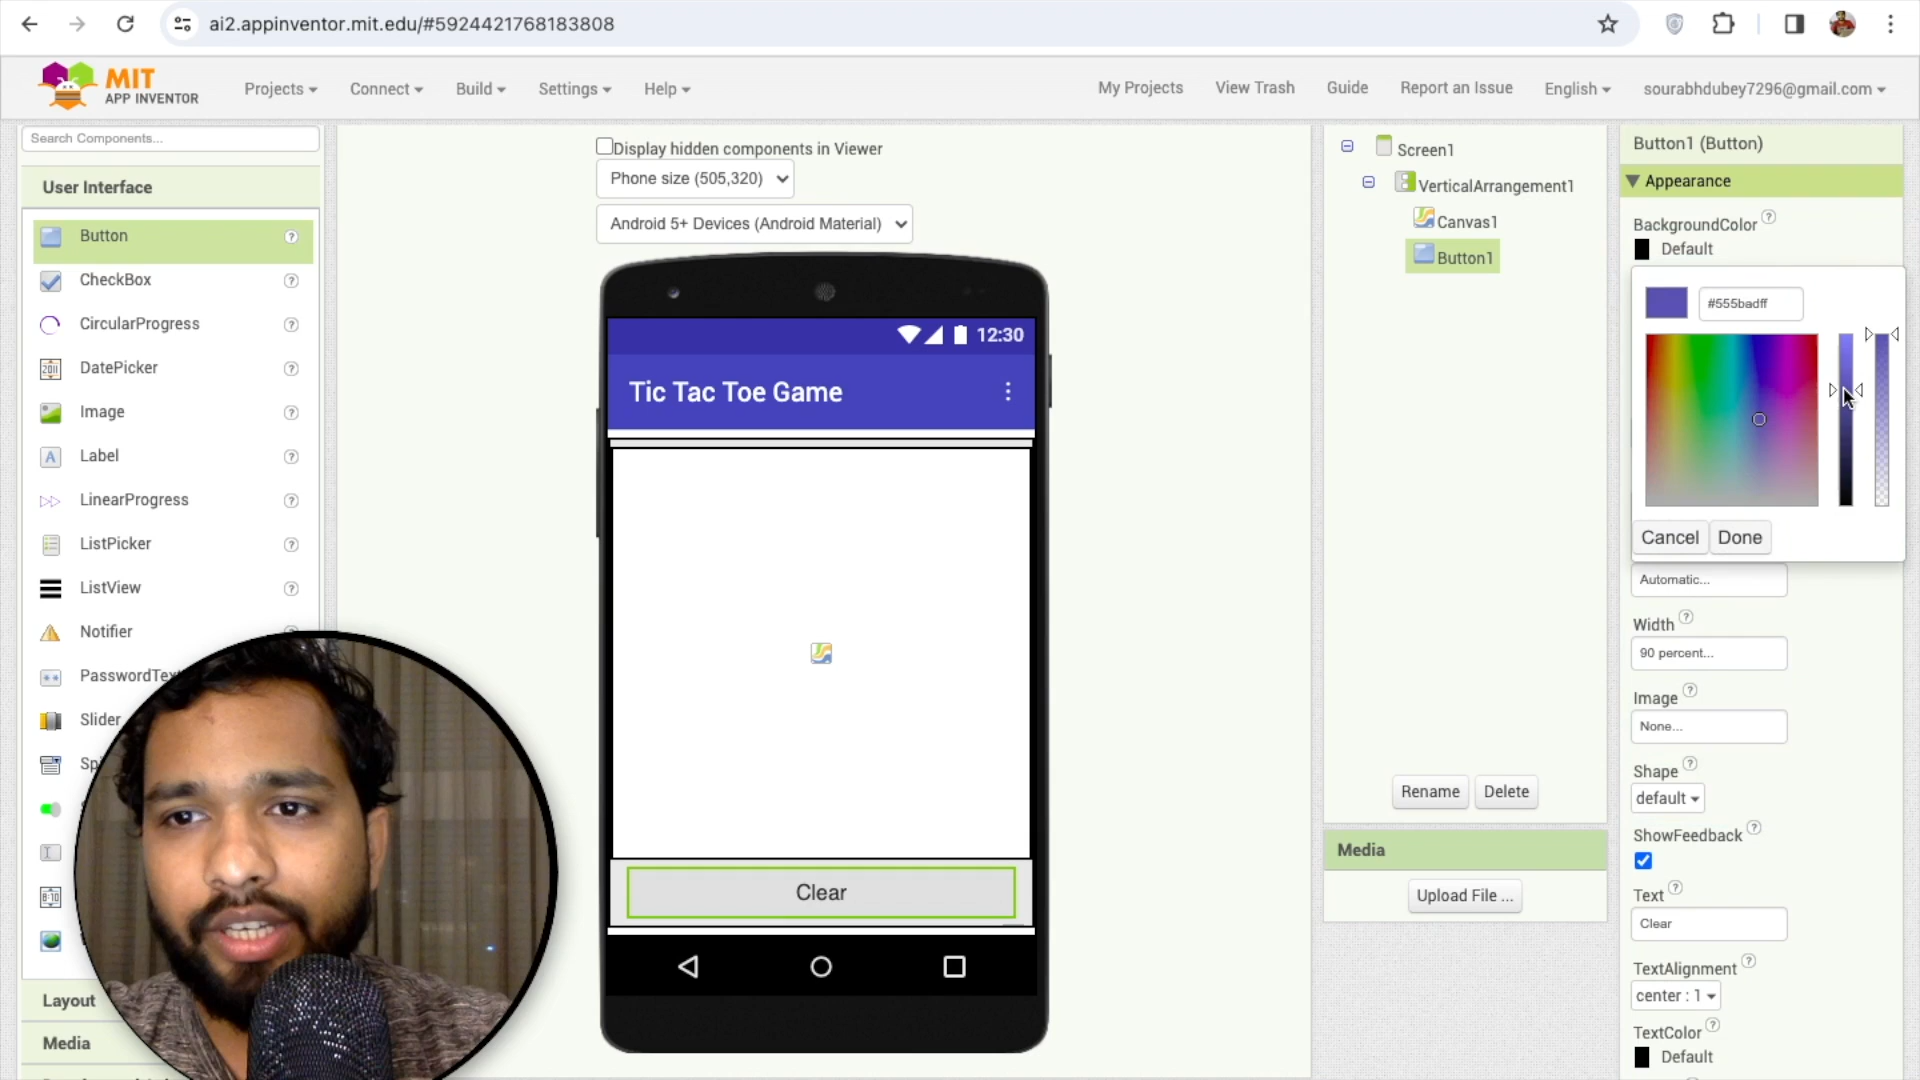 ai2.appinventor.mit.edu/#5924421768183808
MIT
APP INVENTOR
Projects
Connect
Build
Settings
Help
My Projects
View Trash
Guide
Report an Issue
English
sourabhdubey7296@gmail.com
Search Components...
User Interface
Button
CheckBox
CircularProgress
DatePicker
Image
Label
LinearProgress
ListPicker
ListView
Notifier
Slider
Layout
Media
Display hidden components in Viewer
Phone size (505,320)
Android 5+ Devices (Android Material)
12:30
Tic Tac Toe Game
Clear
Screen1
VerticalArrangement1
Canvas1
Button1
Rename
Delete
Media
Upload File ...
Button1 (Button)
Appearance
BackgroundColor
Default
#555badff
Cancel
Done
Automatic...
Width
90 percent...
Image
None...
Shape
default
ShowFeedback
Text
Clear
TextAlignment
center : 1
TextColor
Default